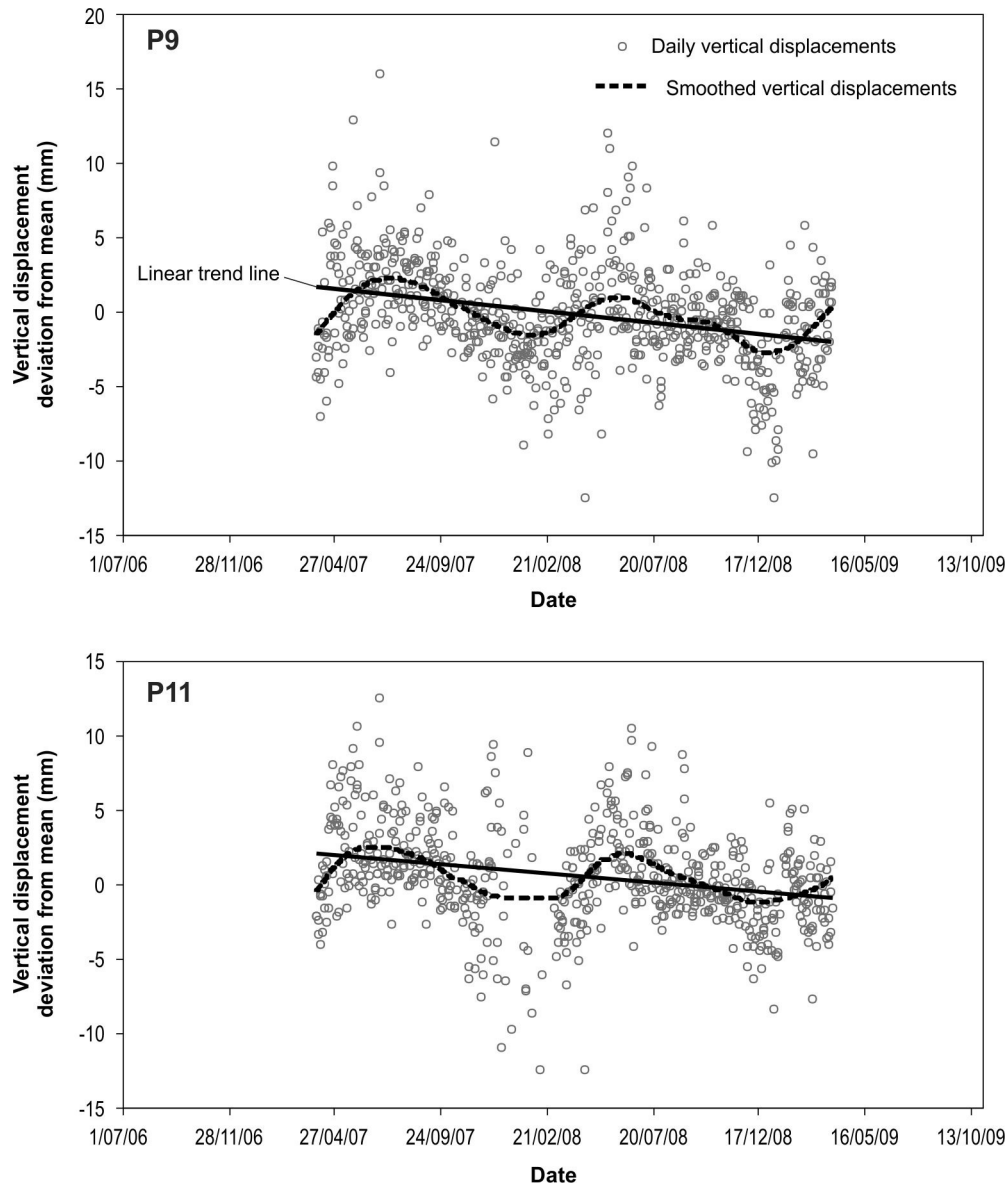 P9
Daily vertical displacements
Smoothed vertical displacements
Linear trend line
Vertical displacement
deviation from mean (mm)
20
15
10
5
0
-5
-10
-15
1/07/06 28/11/06 27/04/07 24/09/07 21/02/08 20/07/08 17/12/08 16/05/09 13/10/09
Date
P11
Vertical displacement
deviation from mean (mm)
15
10
5
0
-5
-10
-15
1/07/06 28/11/06 27/04/07 24/09/07 21/02/08 20/07/08 17/12/08 16/05/09 13/10/09
Date